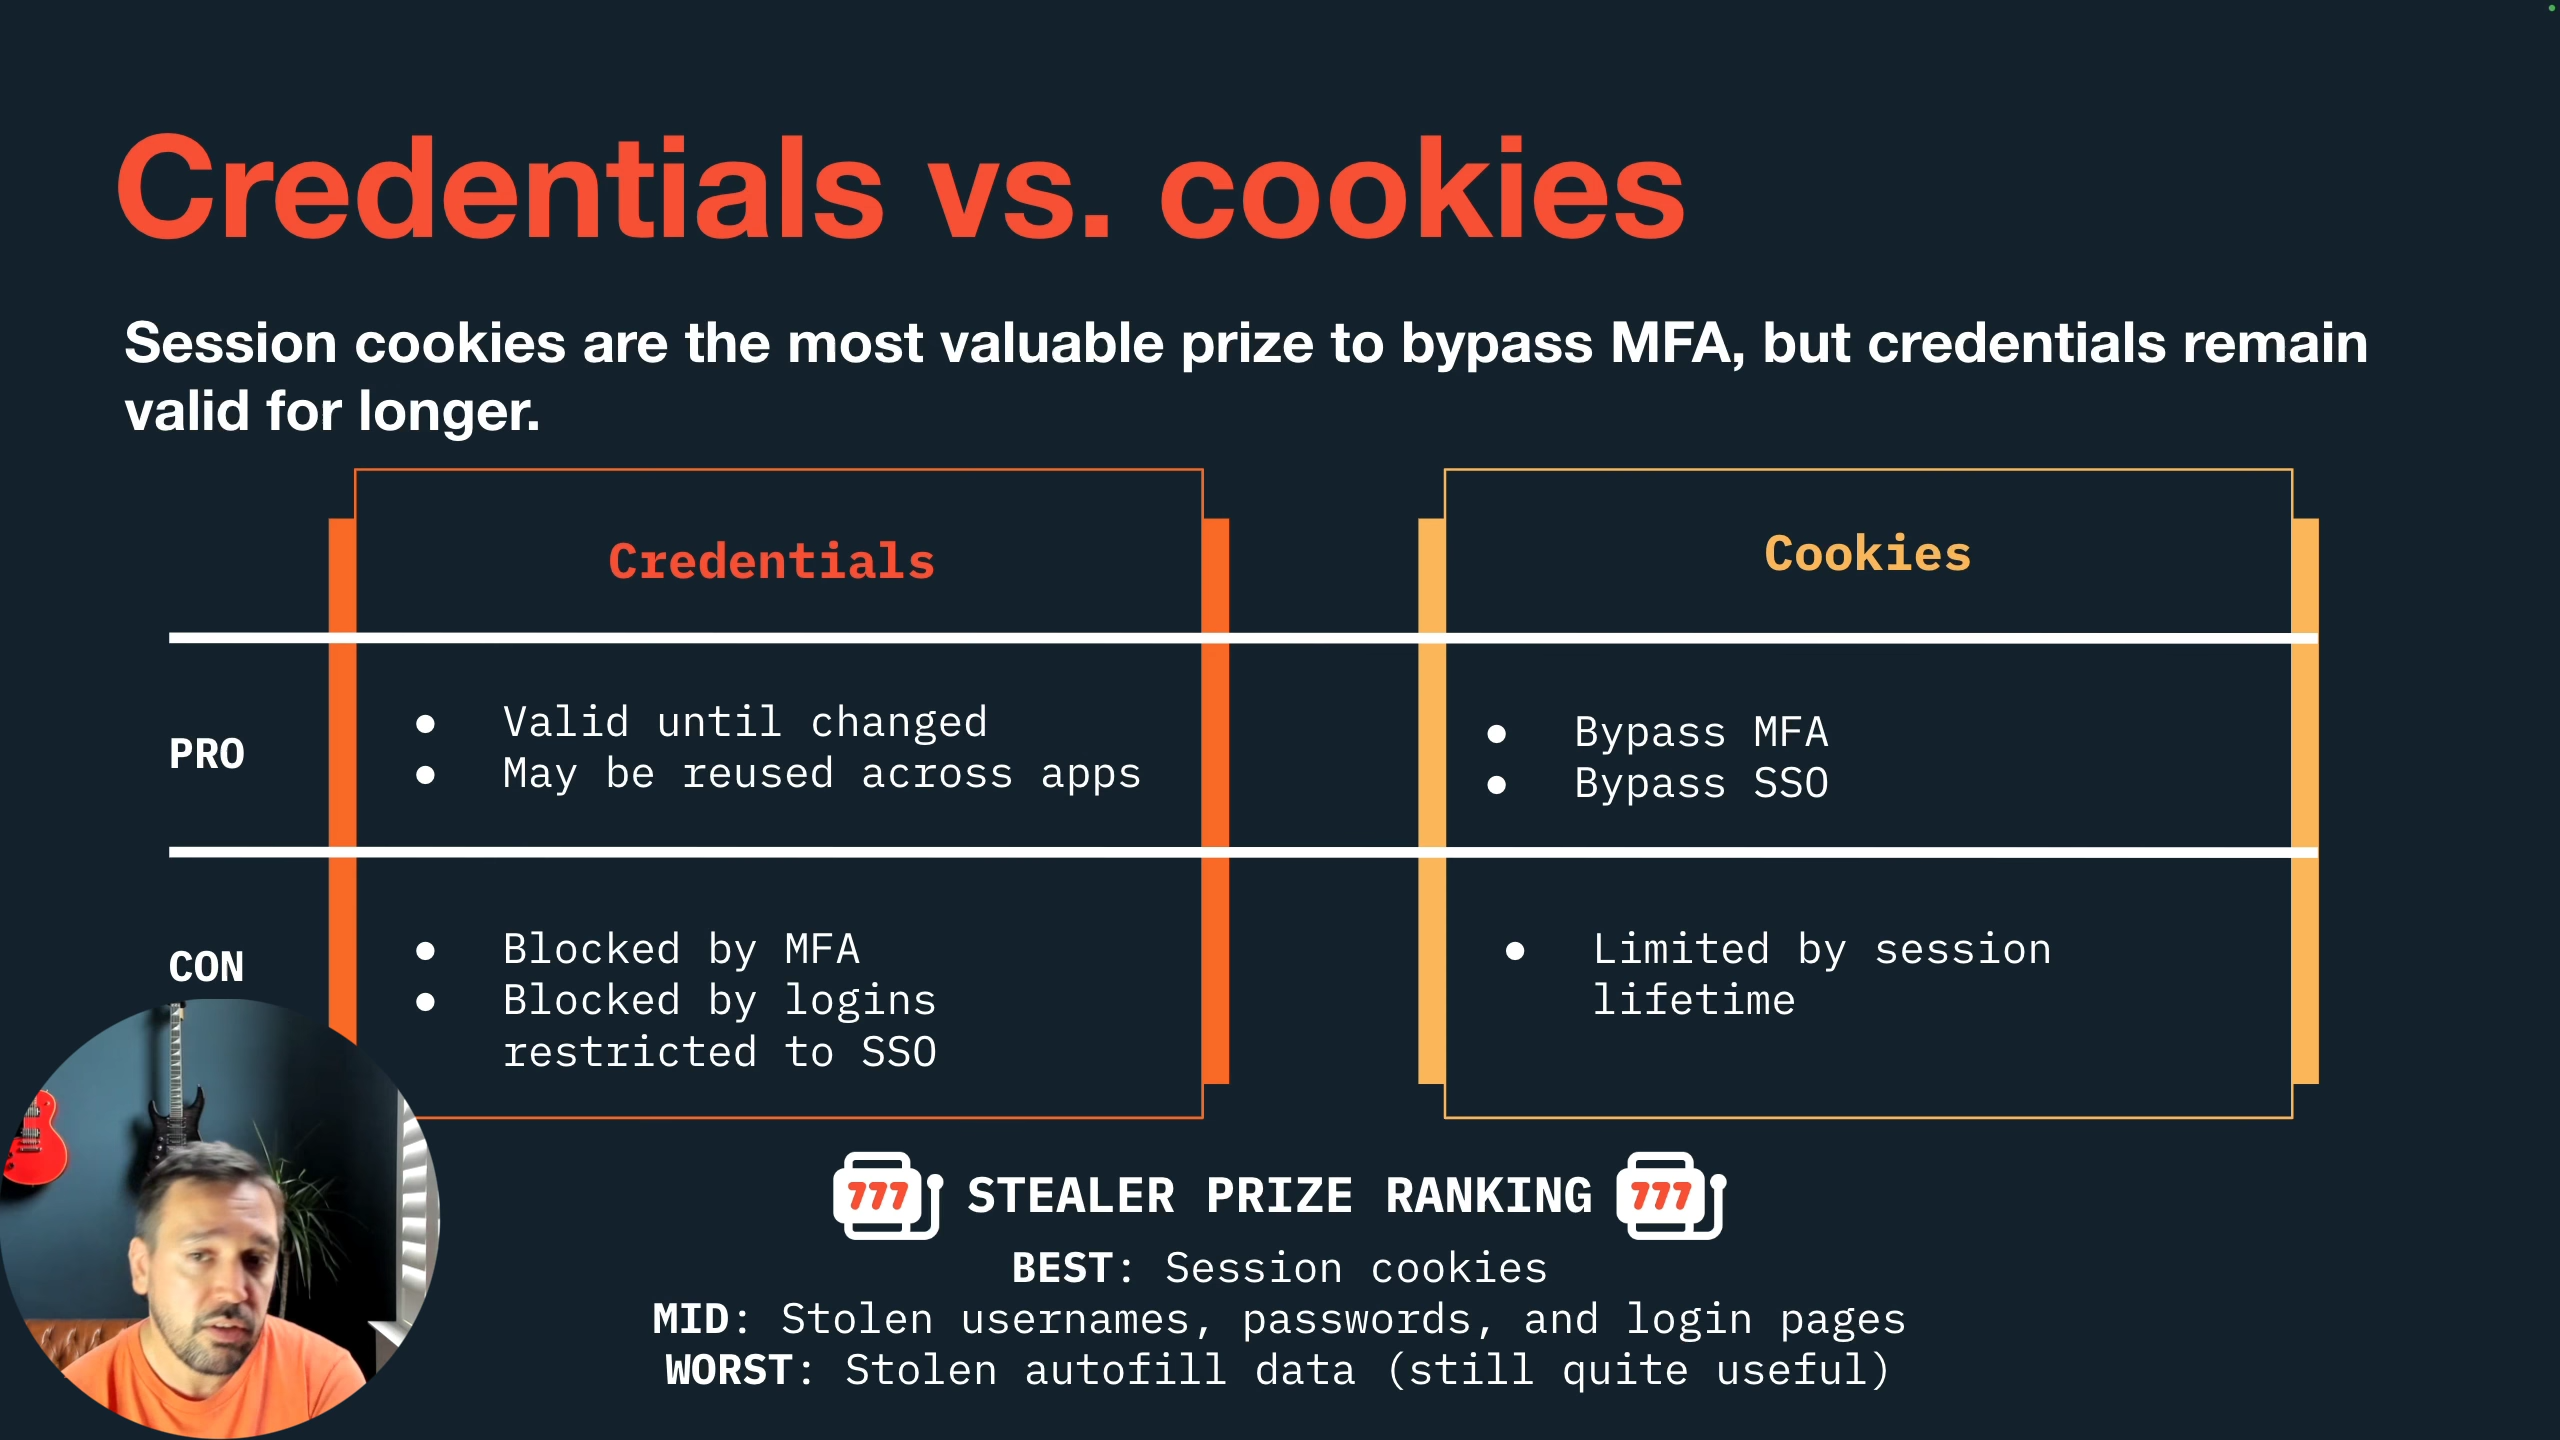 Credentials vs. cookies
Session cookies are the most valuable prize to bypass MFA, but credentials remain
valid for longer.
Credentials
Cookies
PRO
● Valid until changed
● May be reused across apps
● Bypass MFA
● Bypass SSO
CON
● Blocked by MFA
● Blocked by logins
restricted to SSO
● Limited by session
lifetime
777 STEALER PRIZE RANKING 777
BEST: Session cookies
MID: Stolen usernames, passwords, and login pages
WORST: Stolen autofill data (still quite useful)